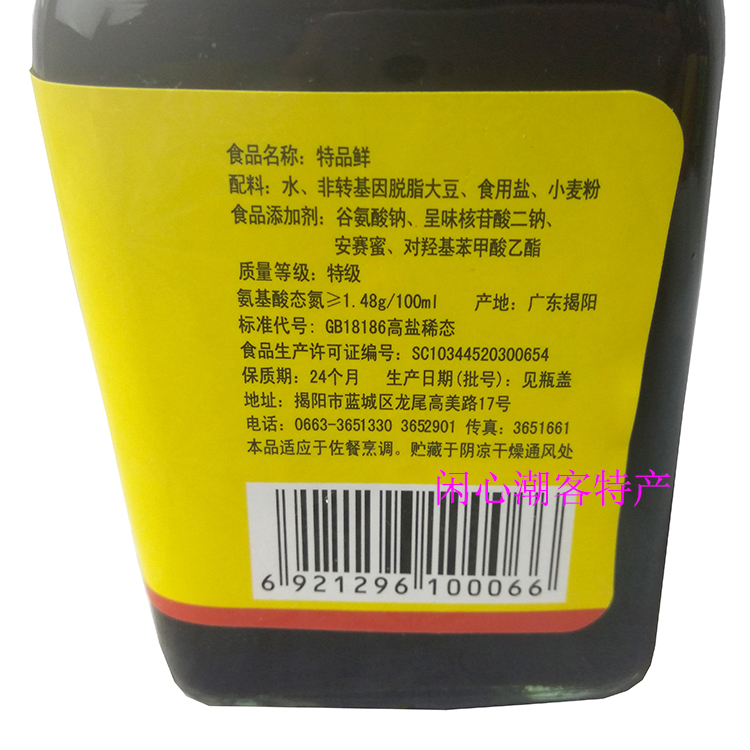 食品名称：特品鲜
配料：水、非转基因脱脂大豆、食用盐、小麦粉
食品添加剂：谷氨酸钠、呈味核苷酸二钠、
安赛蜜、对羟基苯甲酸乙酯
质量等级：特级
氨基酸态氮≥1.48g/100ml 产地：广东揭阳
标准代号：GB18186高盐稀态
食品生产许可证编号：SC10344520300654
保质期：24个月 生产日期(批号)：见瓶盖
地址：揭阳市蓝城区龙尾高美路17号
电话：0663-3651330 3652901 传真：3651661
本品适应于佐餐烹调。贮藏于阴凉干燥通风处
闲心潮客特产
6 921296 100066